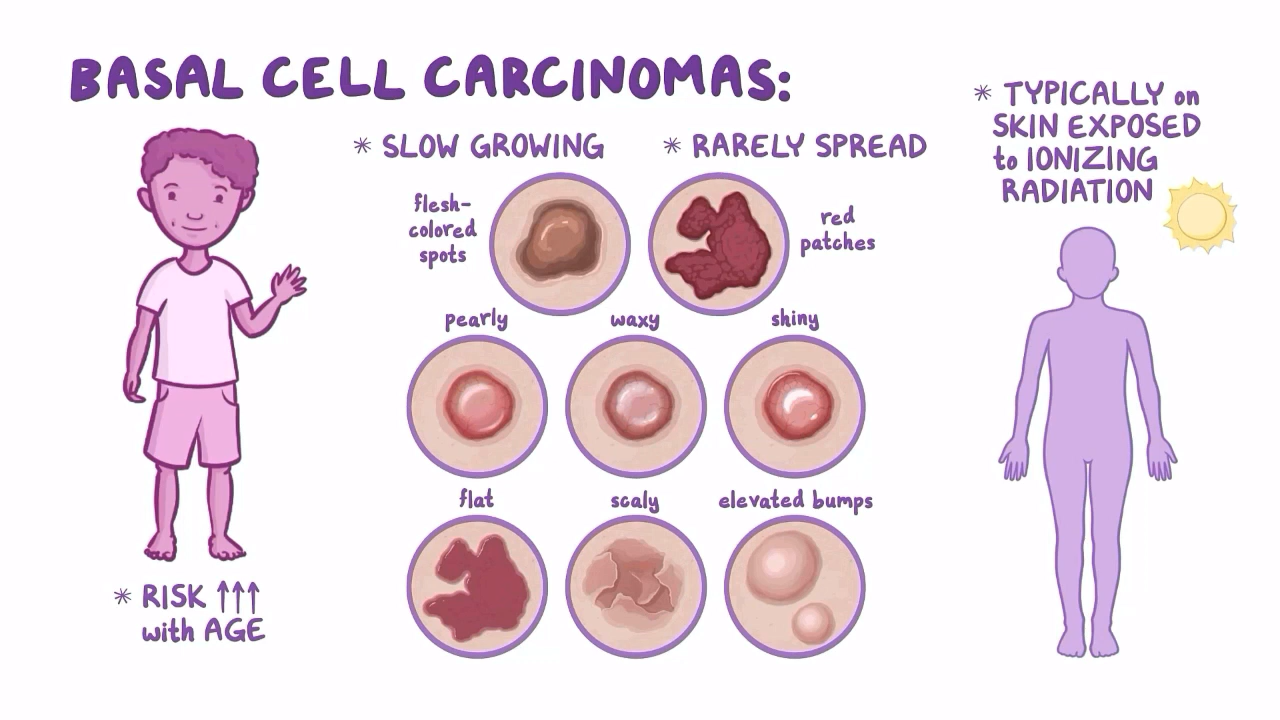 BASAL CELL CARCINOMAS:
* SLOW GROWING
* RARELY SPREAD
flesh-
colored
spots
red
patches
pearly
waxy
shiny
flat
scaly
elevated bumps
* RISK ↑↑↑
with AGE
* TYPICALLY on
SKIN EXPOSED
to IONIZING
RADIATION